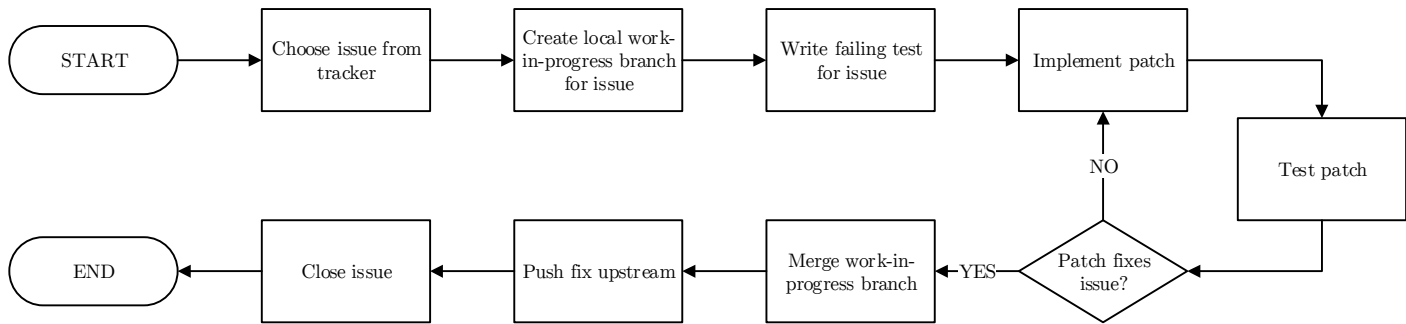 START
Choose issue from
tracker
Create local work-
in-progress branch
for issue
Write failing test
for issue
Implement patch
Test patch
NO
Patch fixes
issue?
YES
Merge work-in-
progress branch
Push fix upstream
Close issue
END